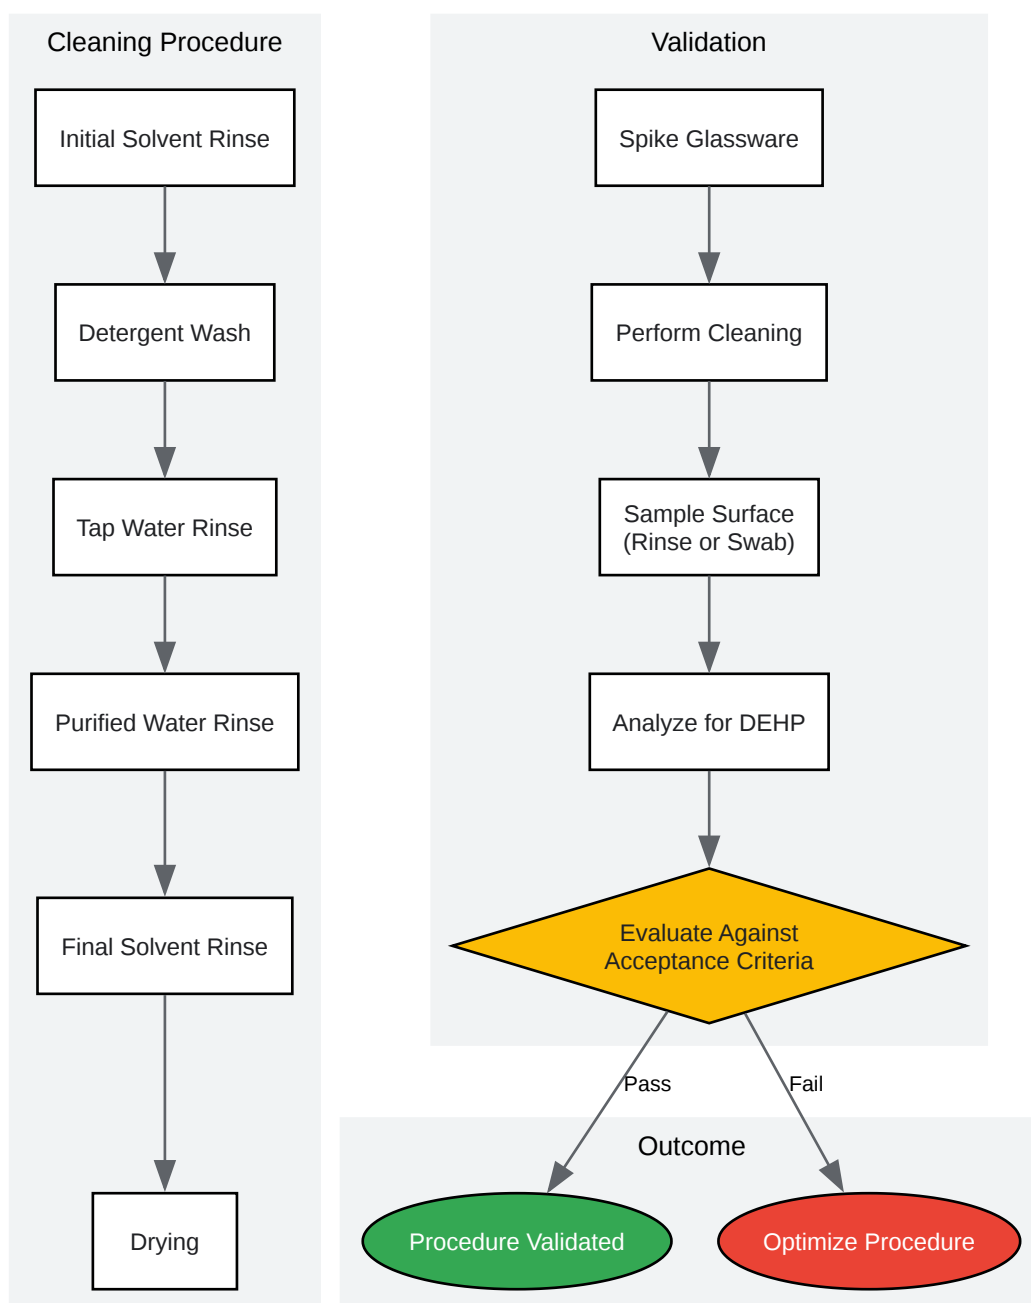 Cleaning Procedure
Initial Solvent Rinse
Detergent Wash
Tap Water Rinse
Purified Water Rinse
Final Solvent Rinse
Drying
Validation
Spike Glassware
Perform Cleaning
Sample Surface
(Rinse or Swab)
Analyze for DEHP
Evaluate Against
Acceptance Criteria
Pass
Fail
Outcome
Procedure Validated
Optimize Procedure